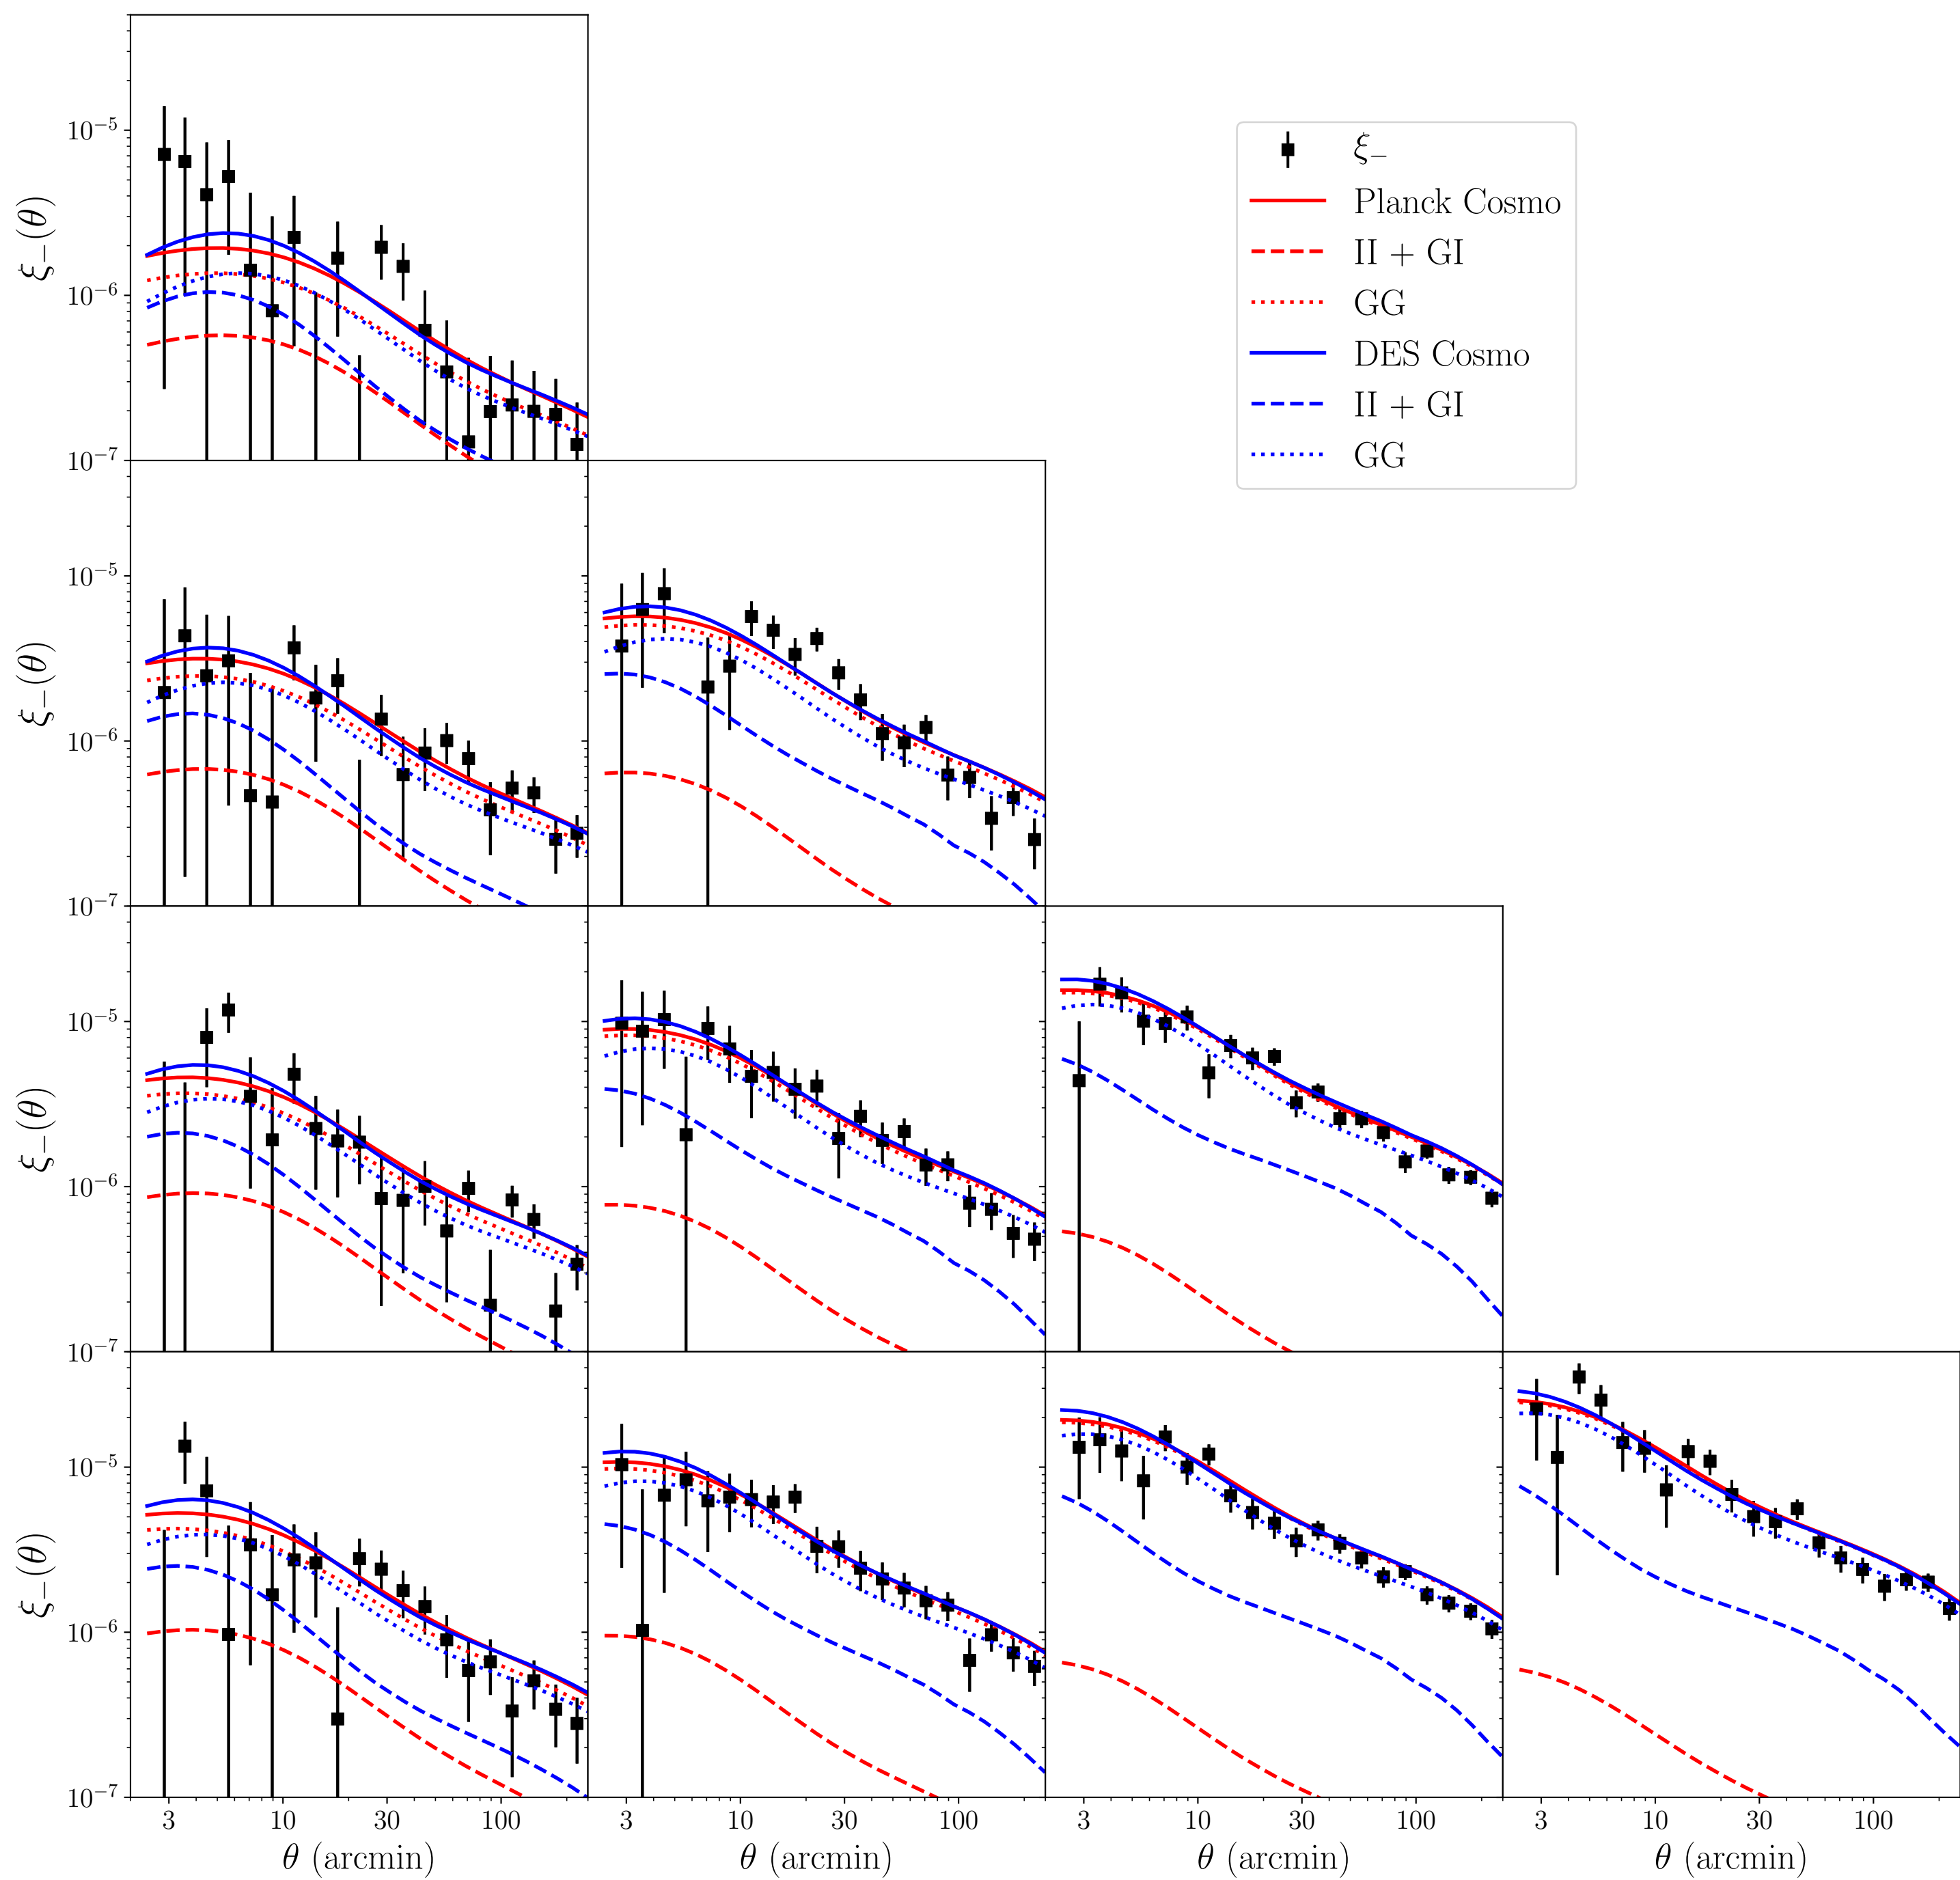 10⁻⁵
ξ₋(θ)
10⁻⁶
10⁻⁷
ξ₋
Planck Cosmo
II + GI
GG
DES Cosmo
II + GI
GG
10⁻⁵
ξ₋(θ)
10⁻⁶
10⁻⁷
10⁻⁵
ξ₋(θ)
10⁻⁶
10⁻⁷
10⁻⁵
ξ₋(θ)
10⁻⁶
10⁻⁷
3 10 30 100 3 10 30 100 3 10 30 100 3 10 30 100
θ (arcmin) θ (arcmin) θ (arcmin) θ (arcmin)